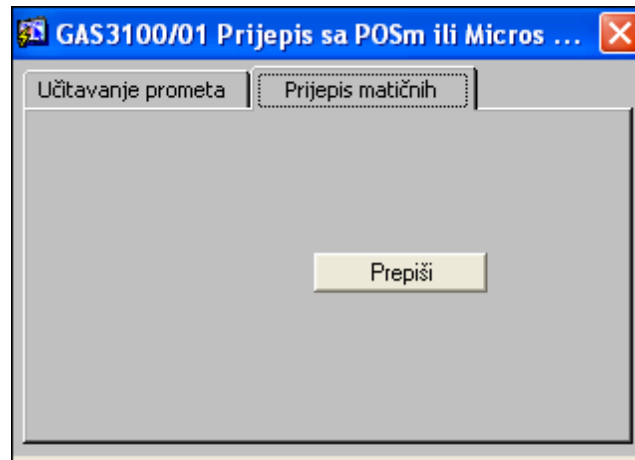 GAS3100/01 Prijepis sa POSm ili Micros ...
Učitavanje prometa
Prijepis matičnih
Prepiši